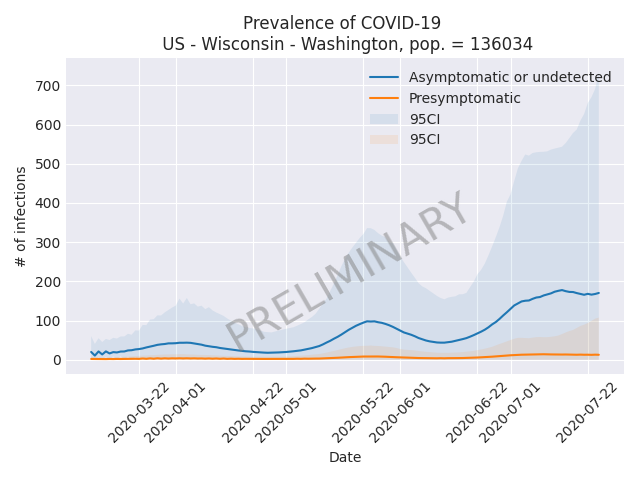 Prevalence of COVID-19
US - Wisconsin - Washington, pop. = 136034
Asymptomatic or undetected
Presymptomatic
95CI
95CI
# of infections
700
600
500
400
300
200
100
0
PRELIMINARY
2020-03-22
2020-04-01
2020-04-22
2020-05-01
2020-05-22
2020-06-01
2020-06-22
2020-07-01
2020-07-22
Date